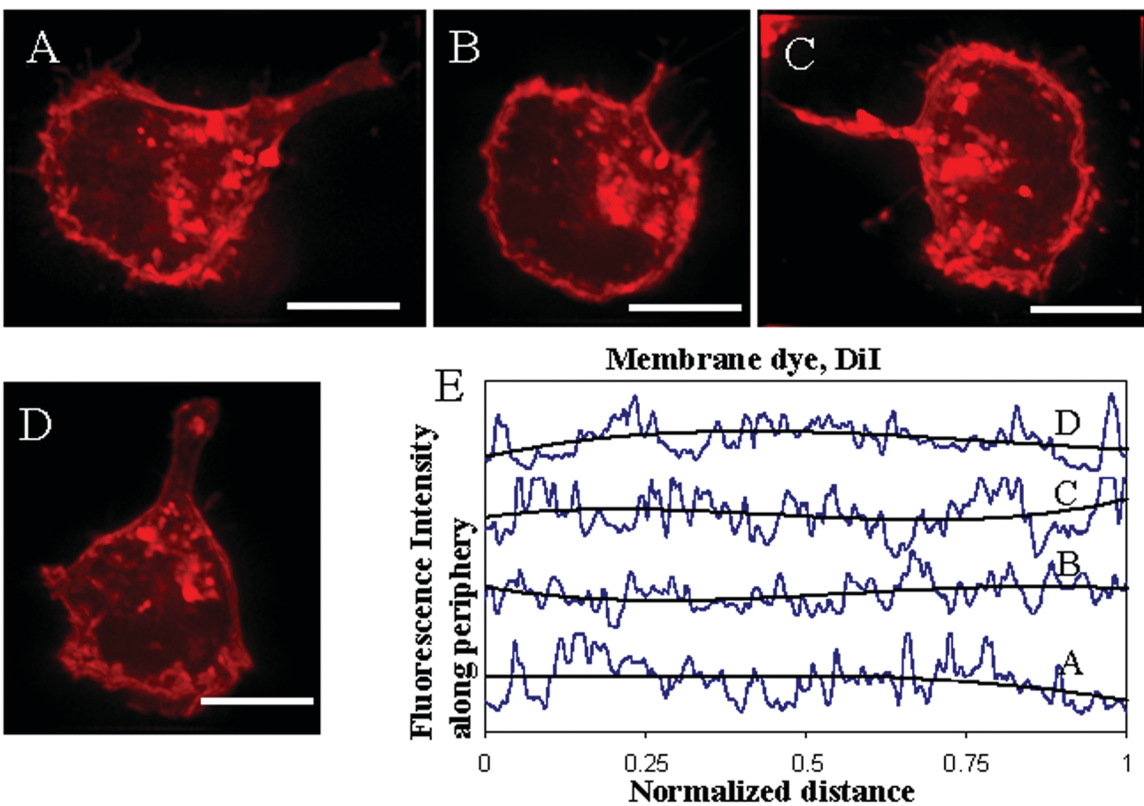 A
B
C
D
E
Membrane dye, DiI
Fluorescence Intensity
along periphery
D
C
B
A
0
0.25
0.5
0.75
1
Normalized distance